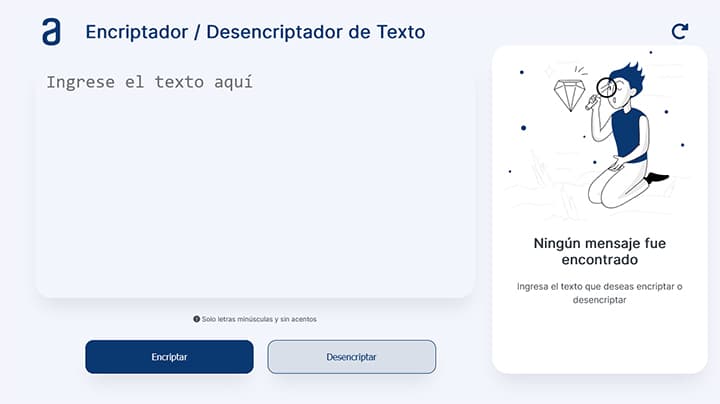 a Encriptador / Desencriptador de Texto
Ingrese el texto aquí
Solo letras minúsculas y sin acentos
Encriptar
Desencriptar
Ningún mensaje fue
encontrado
Ingresa el texto que deseas encriptar o
desencriptar